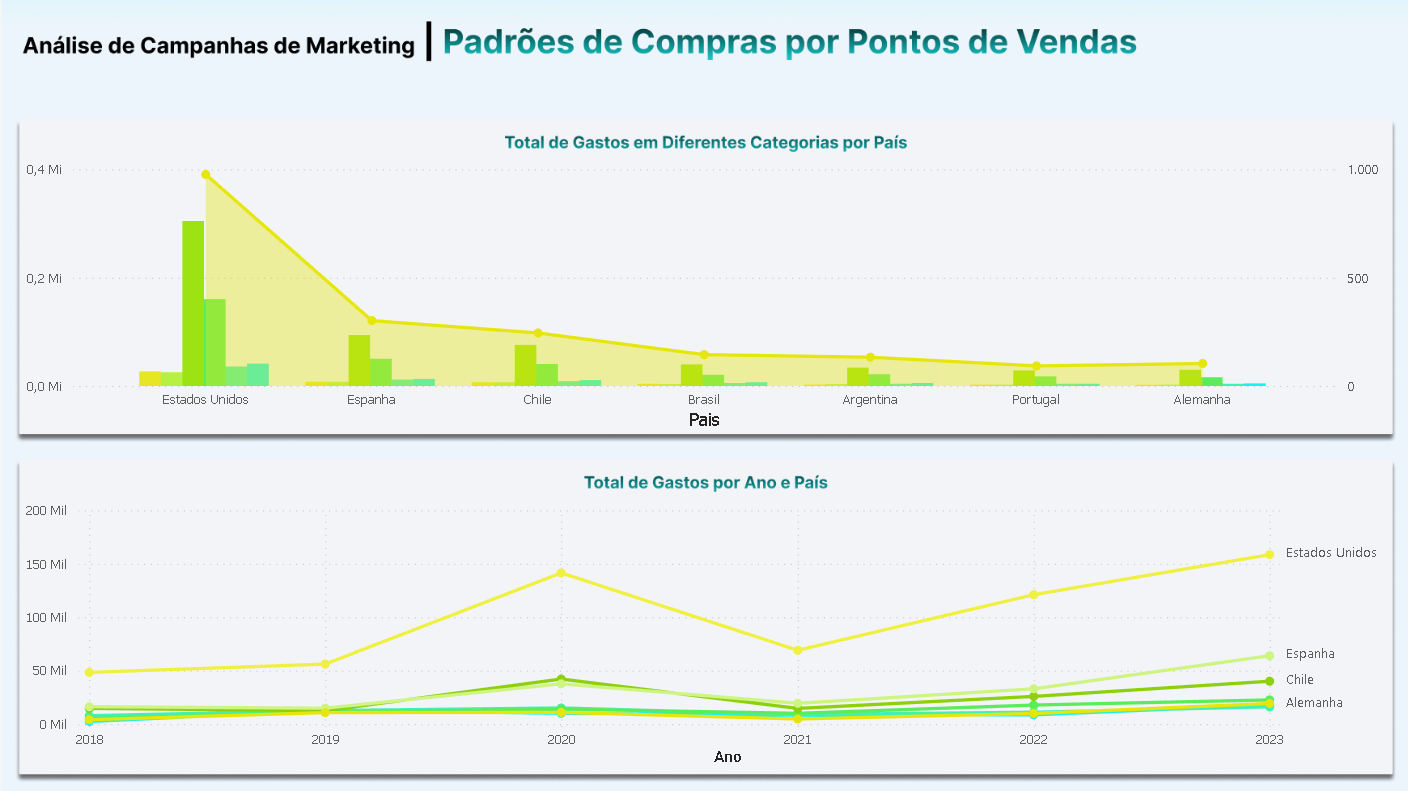 Análise de Campanhas de Marketing | Padrões de Compras por Pontos de Vendas
Total de Gastos em Diferentes Categorias por País
0,4 Mi
1.000
0,2 Mi
500
0,0 Mi
0
Estados Unidos Espanha Chile Brasil Argentina Portugal Alemanha
Pais
Total de Gastos por Ano e País
200 Mil
150 Mil
Estados Unidos
100 Mil
50 Mil
Espanha
Chile
Alemanha
0 Mil
2018 2019 2020 2021 2022 2023
Ano